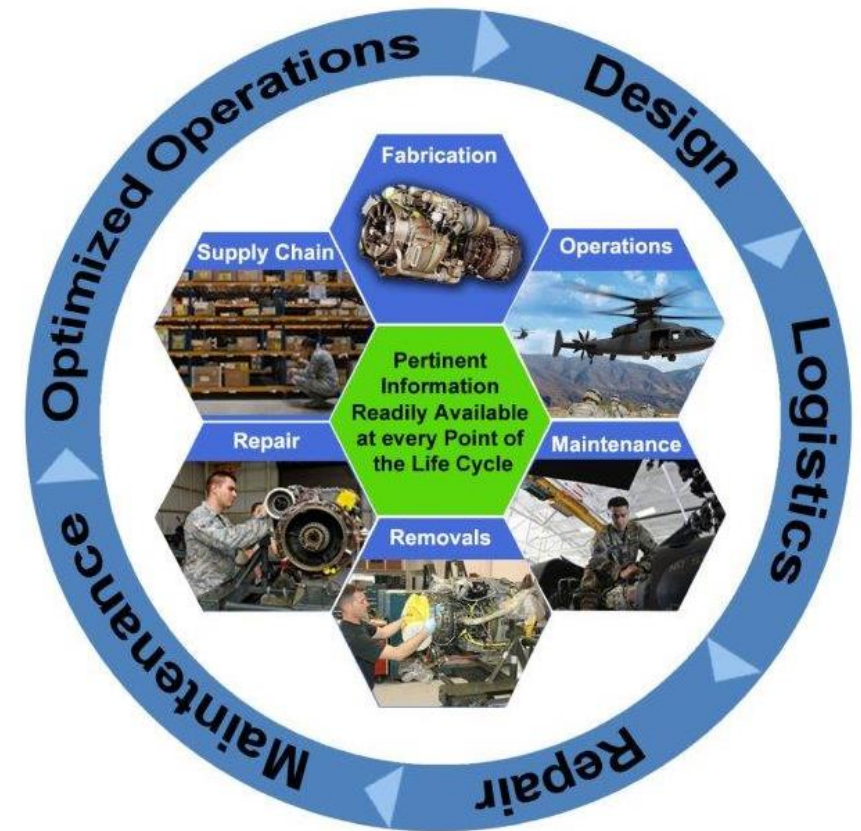 Optimized Operations
Design
Logistics
Repair
Maintenance
Fabrication
Supply Chain
Operations
Pertinent
Information
Readily Available
at every Point of
the Life Cycle
Repair
Maintenance
Removals